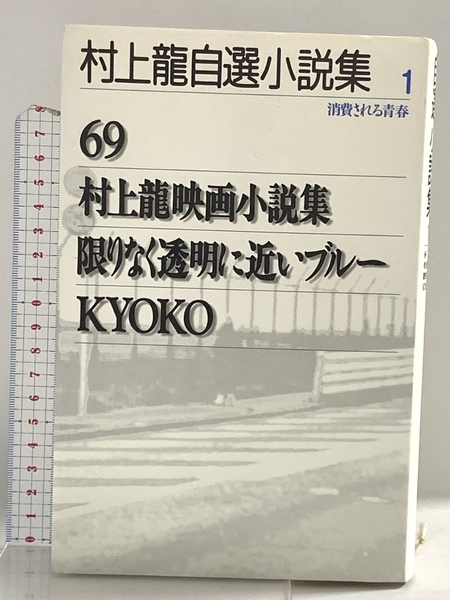 村上龍自選小説集 1
消費される青春
69
村上龍映画小説集
限りなく透明に近いブルー
KYOKO